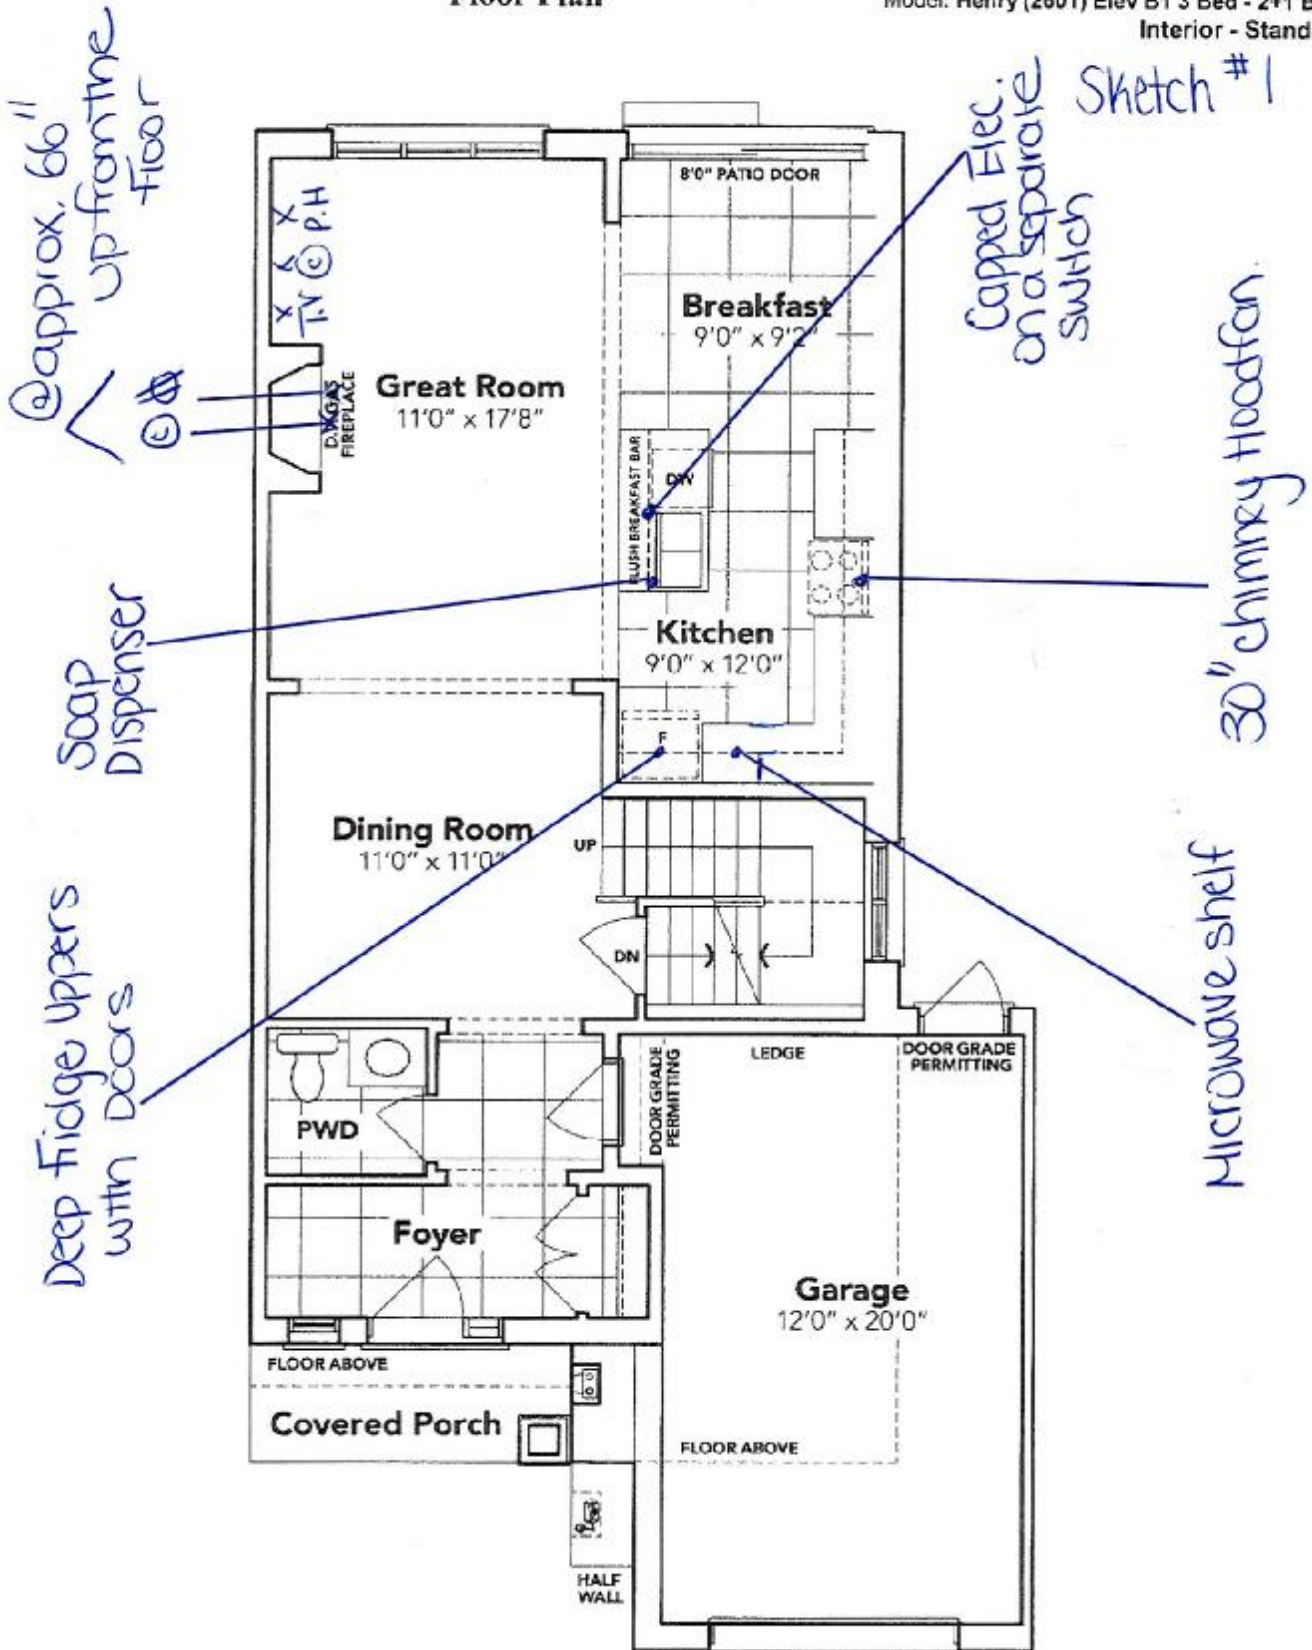 Floor Plan
Model: Henry (2601) Elev B1 3 Bed - 2+1 B
Interior - Stand
Sketch #1
@approx. 66"
up from the
Floor
Capped Elec.
on a separate
switch
8'0" PATIO DOOR
T.V © P.H
Breakfast
9'0" x 9'2"
Great Room
11'0" x 17'8"
GAS
FIREPLACE
©
30" chimney Hoodfan
FLUSH BREAKFAST BAR
DW
Soap
Dispenser
Kitchen
9'0" x 12'0"
F
Dining Room
11'0" x 11'0"
UP
DN
Microwave shelf
Deep Fridge Uppers
with Doors
PWD
DOOR GRADE
PERMITTING
LEDGE
DOOR GRADE
PERMITTING
Foyer
Garage
12'0" x 20'0"
FLOOR ABOVE
Covered Porch
FLOOR ABOVE
HALF
WALL